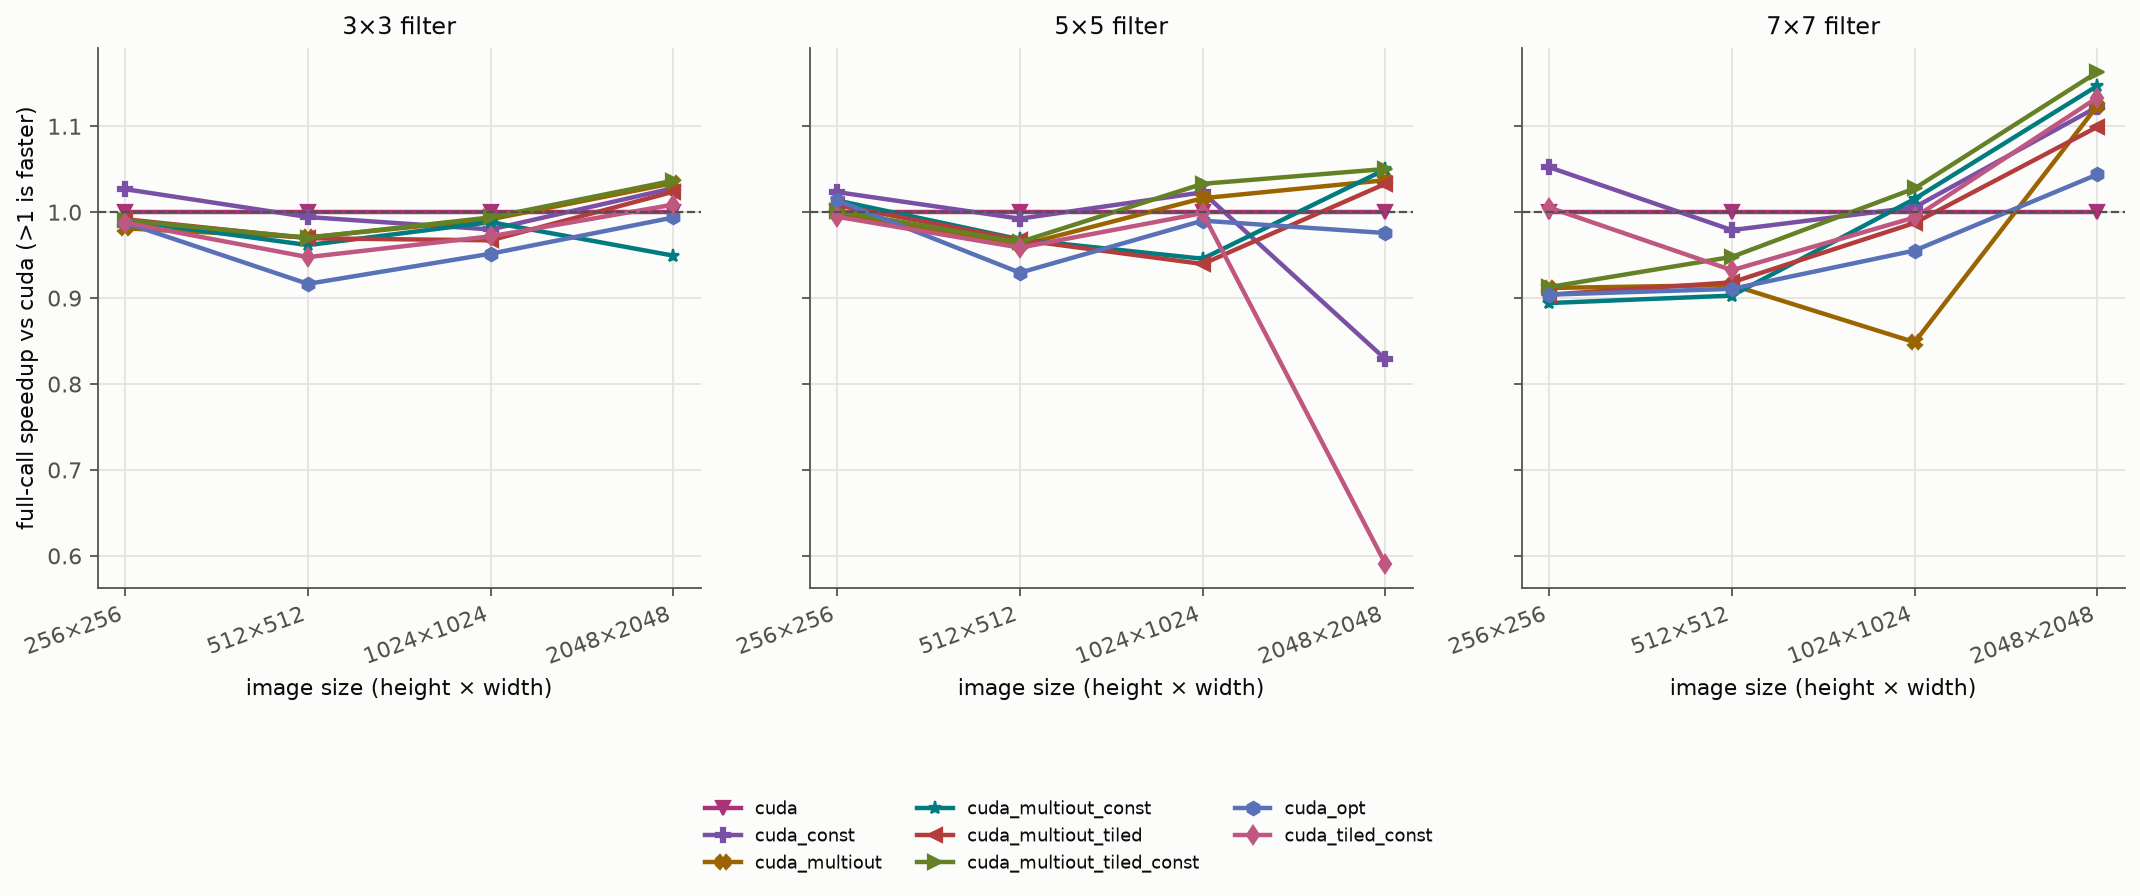 3×3 filter
5×5 filter
7×7 filter
full-call speedup vs cuda (>1 is faster)
1.1
1.0
0.9
0.8
0.7
0.6
256×256
512×512
1024×1024
2048×2048
256×256
512×512
1024×1024
2048×2048
256×256
512×512
1024×1024
2048×2048
image size (height × width)
image size (height × width)
image size (height × width)
cuda
cuda_const
cuda_multiout
cuda_multiout_const
cuda_multiout_tiled
cuda_multiout_tiled_const
cuda_opt
cuda_tiled_const